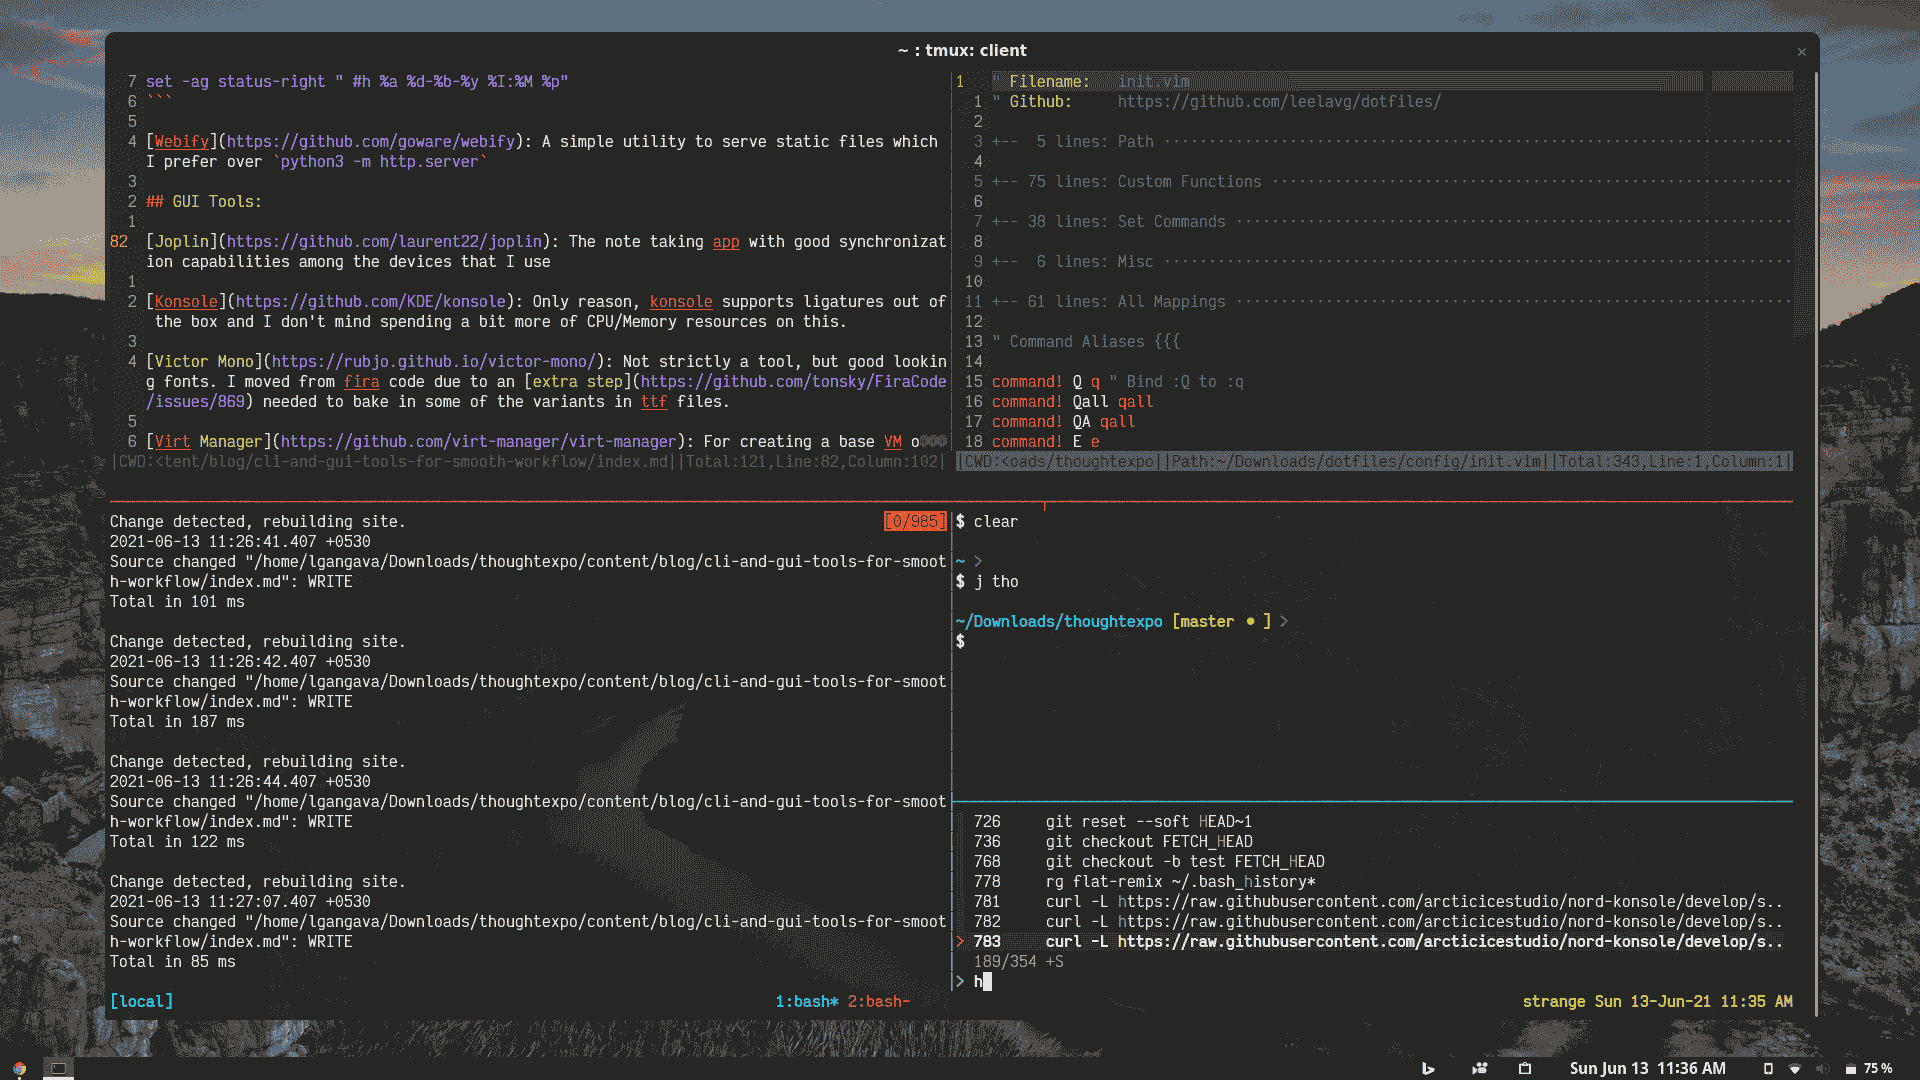 ~ : tmux: client
×
7 set -ag status-right " #h %a %d-%b-%y %I:%M %p"
6 ```
5
4 [Webify](https://github.com/goware/webify): A simple utility to serve static files which
I prefer over `python3 -m http.server`
3
2 ## GUI Tools:
1
82 [Joplin](https://github.com/laurent22/joplin): The note taking app with good synchronizat
ion capabilities among the devices that I use
1
2 [Konsole](https://github.com/KDE/konsole): Only reason, konsole supports ligatures out of
the box and I don't mind spending a bit more of CPU/Memory resources on this.
3
4 [Victor Mono](https://rubjo.github.io/victor-mono/): Not strictly a tool, but good lookin
g fonts. I moved from fira code due to an [extra step](https://github.com/tonsky/FiraCode
/issues/869) needed to bake in some of the variants in ttf files.
5
6 [Virt Manager](https://github.com/virt-manager/virt-manager): For creating a base VM o@@@
|CWD:<tent/blog/cli-and-gui-tools-for-smooth-workflow/index.md||Total:121,Line:82,Column:102|
1 " Filename: init.vim
1 " Github: https://github.com/leelavg/dotfiles/
2
3 +-- 5 lines: Path
4
5 +-- 75 lines: Custom Functions
6
7 +-- 38 lines: Set Commands
8
9 +-- 6 lines: Misc
10
11 +-- 61 lines: All Mappings
12
13 " Command Aliases {{{
14
15 command! Q q " Bind :Q to :q
16 command! Qall qall
17 command! QA qall
18 command! E e
|CWD:<oads/thoughtexpo||Path:~/Downloads/dotfiles/config/init.vim||Total:343,Line:1,Column:1|
Change detected, rebuilding site. [0/985]
2021-06-13 11:26:41.407 +0530
Source changed "/home/lgangava/Downloads/thoughtexpo/content/blog/cli-and-gui-tools-for-smoot
h-workflow/index.md": WRITE
Total in 101 ms
Change detected, rebuilding site.
2021-06-13 11:26:42.407 +0530
Source changed "/home/lgangava/Downloads/thoughtexpo/content/blog/cli-and-gui-tools-for-smoot
h-workflow/index.md": WRITE
Total in 187 ms
Change detected, rebuilding site.
2021-06-13 11:26:44.407 +0530
Source changed "/home/lgangava/Downloads/thoughtexpo/content/blog/cli-and-gui-tools-for-smoot
h-workflow/index.md": WRITE
Total in 122 ms
Change detected, rebuilding site.
2021-06-13 11:27:07.407 +0530
Source changed "/home/lgangava/Downloads/thoughtexpo/content/blog/cli-and-gui-tools-for-smoot
h-workflow/index.md": WRITE
Total in 85 ms
$ clear
~ >
$ j tho
~/Downloads/thoughtexpo [master ● ] >
$
726 git reset --soft HEAD~1
736 git checkout FETCH_HEAD
768 git checkout -b test FETCH_HEAD
778 rg flat-remix ~/.bash_history*
781 curl -L https://raw.githubusercontent.com/arcticicestudio/nord-konsole/develop/s..
782 curl -L https://raw.githubusercontent.com/arcticicestudio/nord-konsole/develop/s..
> 783 curl -L https://raw.githubusercontent.com/arcticicestudio/nord-konsole/develop/s..
189/354 +S
> h
[local] 1:bash* 2:bash- strange Sun 13-Jun-21 11:35 AM
Sun Jun 13 11:36 AM 75 %